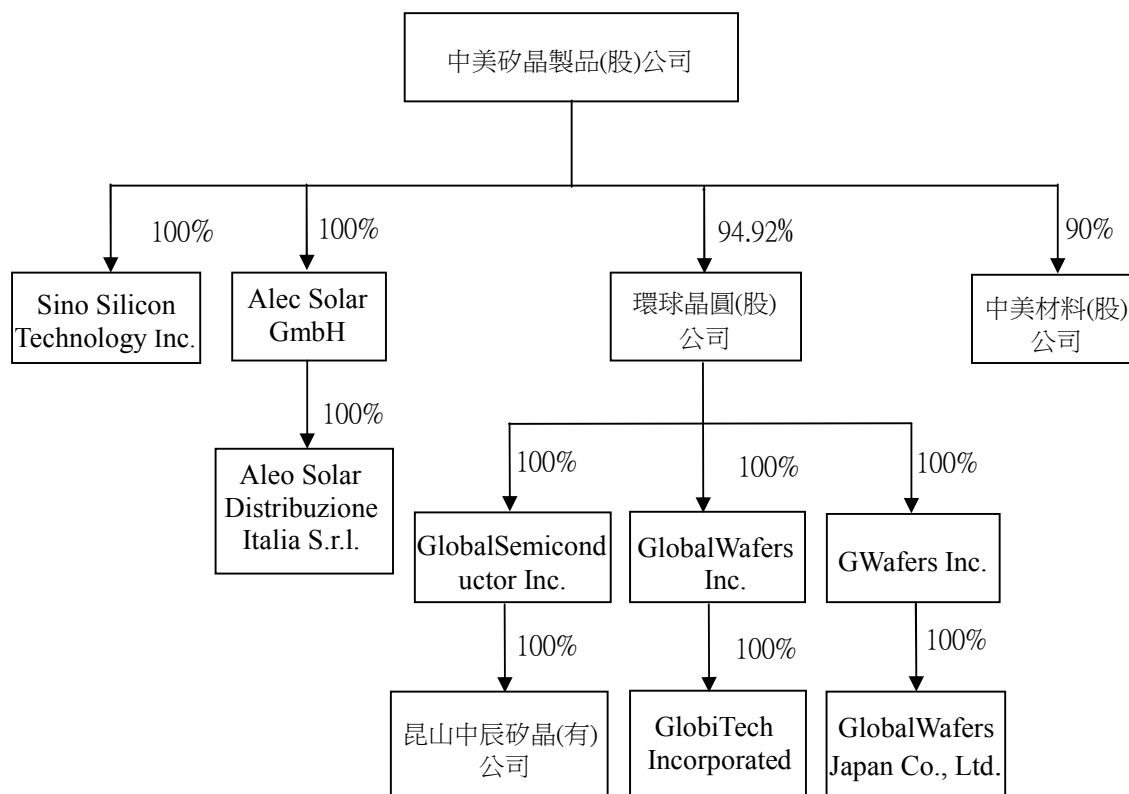 中美矽晶製品(股)公司
100%
100%
94.92%
90%
Sino Silicon
Technology Inc.
Alec Solar
GmbH
環球晶圓(股)
公司
中美材料(股)
公司
100%
Aleo Solar
Distribuzione
Italia S.r.l.
100%
100%
100%
GlobalSemicond
uctor Inc.
GlobalWafers
Inc.
GWafers Inc.
100%
100%
100%
昆山中辰矽晶(有)
公司
GlobiTech
Incorporated
GlobalWafers
Japan Co., Ltd.